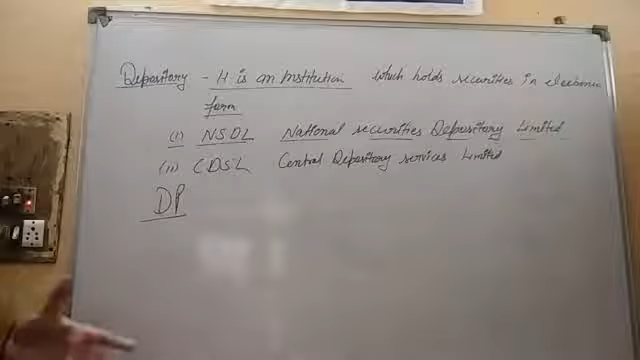 Depository - It is an Institution which holds securities in electronic
form
(i) NSDL National securities Depository Limited
(ii) CDSL Central Depository services Limited
DP